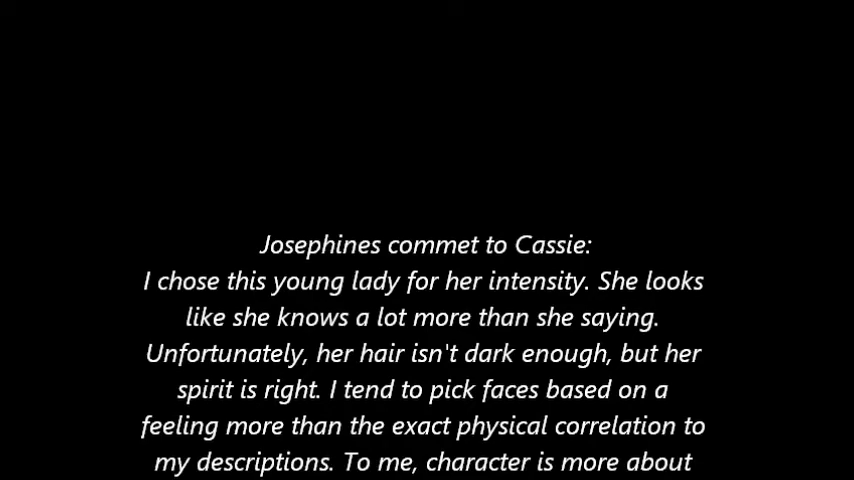 Josephines commet to Cassie:
I chose this young lady for her intensity. She looks
like she knows a lot more than she saying.
Unfortunately, her hair isn't dark enough, but her
spirit is right. I tend to pick faces based on a
feeling more than the exact physical correlation to
my descriptions. To me, character is more about